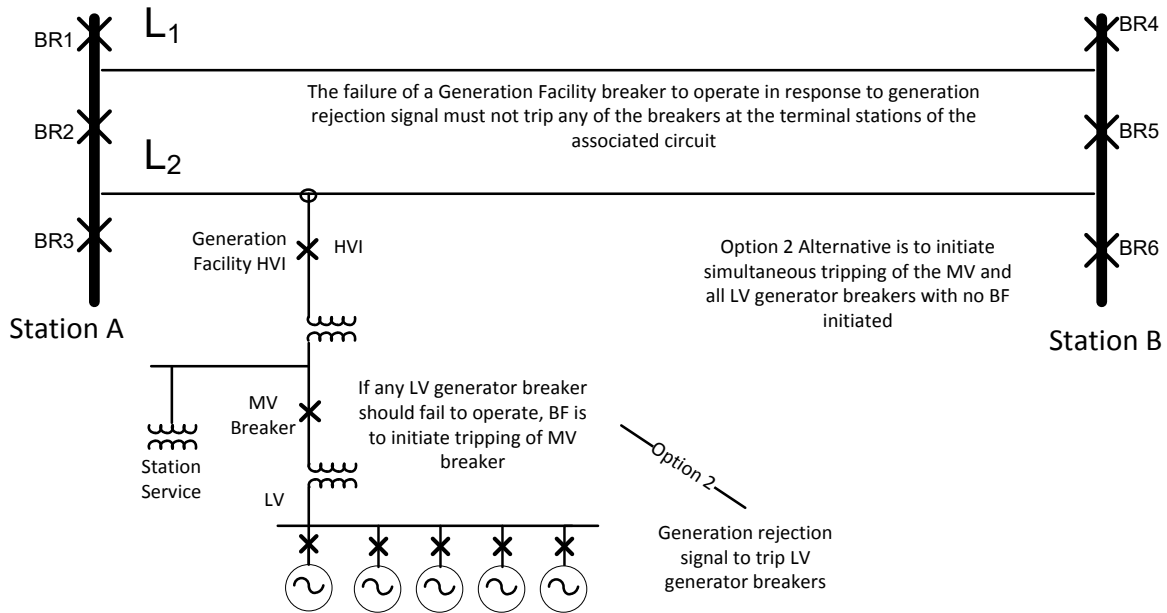 L1
BR1
BR4
The failure of a Generation Facility breaker to operate in response to generation
rejection signal must not trip any of the breakers at the terminal stations of the
associated circuit
BR2
BR5
L2
BR3
Generation
Facility HVI
HVI
BR6
Option 2 Alternative is to initiate
simultaneous tripping of the MV and
all LV generator breakers with no BF
initiated
Station A
Station B
MV
Breaker
If any LV generator breaker
should fail to operate, BF is
to initiate tripping of MV
breaker
Option 2
Station
Service
LV
Generation rejection
signal to trip LV
generator breakers